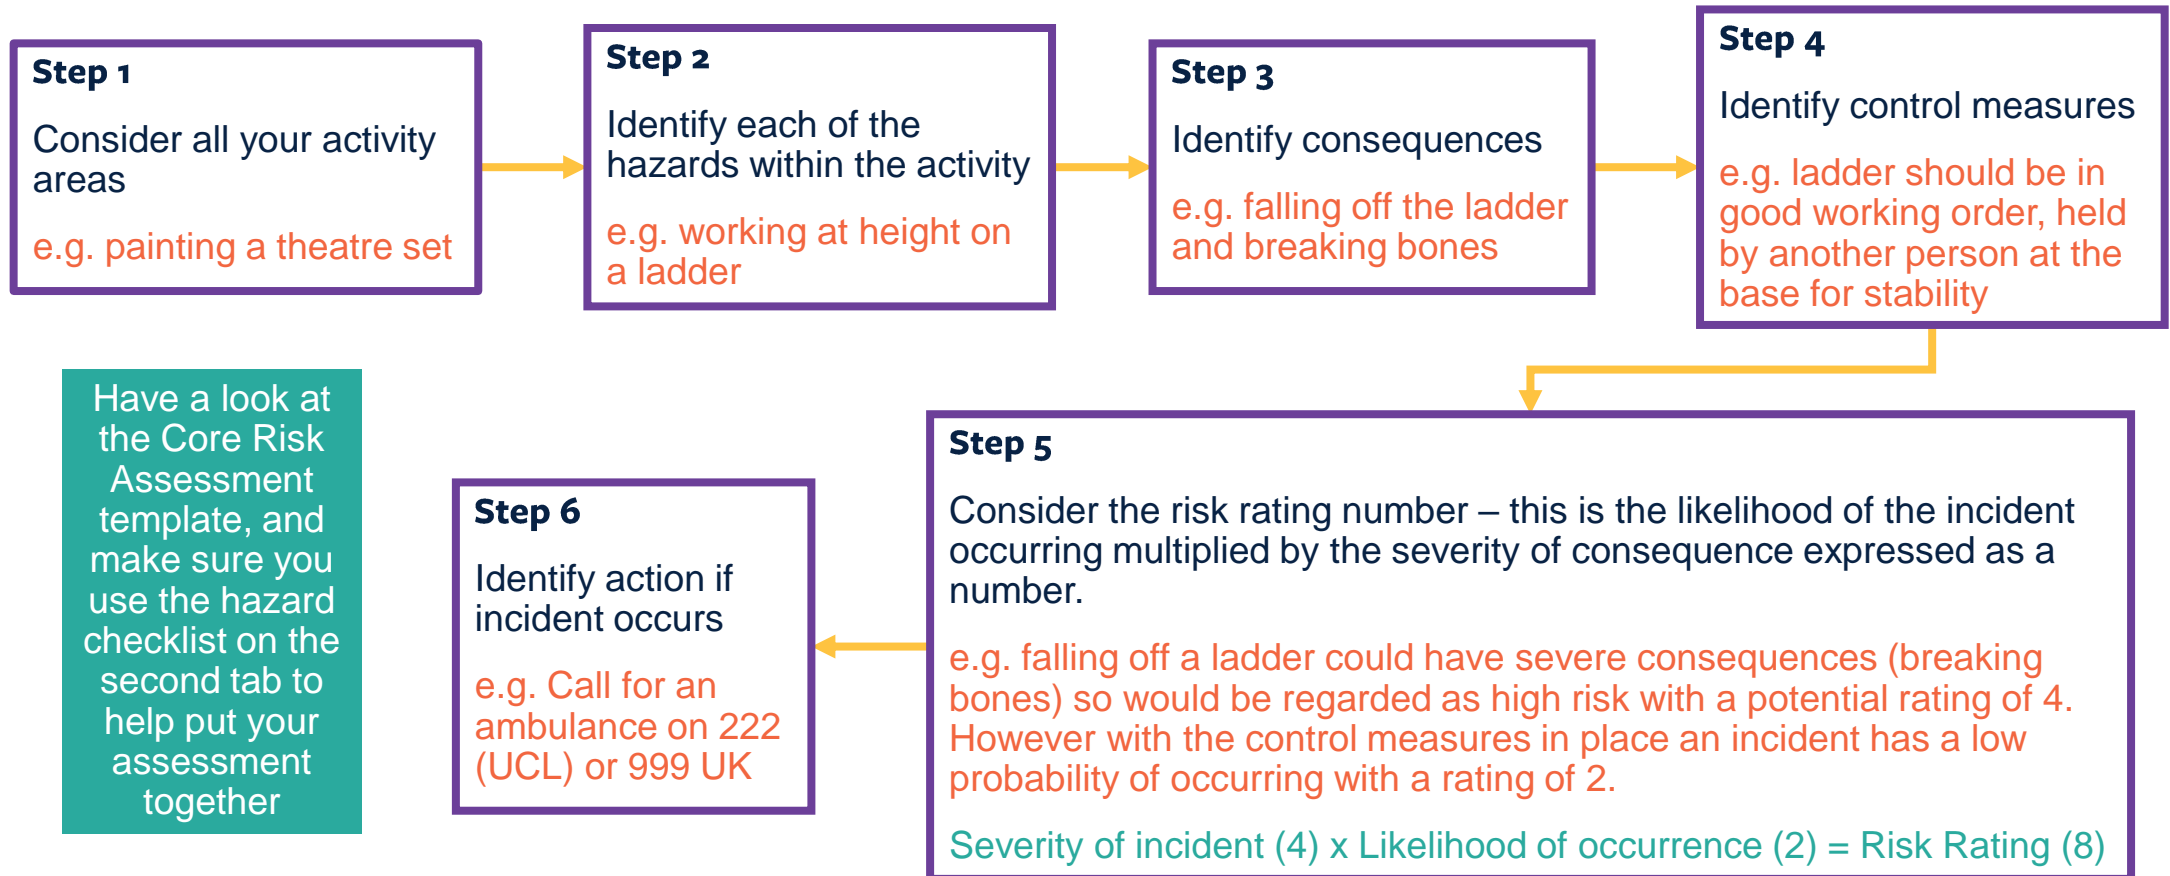 Step 1
Consider all your activity
areas
e.g. painting a theatre set
Step 2
Identify each of the
hazards within the activity
e.g. working at height on
a ladder
Step 3
Identify consequences
e.g. falling off the ladder
and breaking bones
Step 4
Identify control measures
e.g. ladder should be in
good working order, held
by another person at the
base for stability
Step 5
Consider the risk rating number – this is the likelihood of the incident
occurring multiplied by the severity of consequence expressed as a
number.
e.g. falling off a ladder could have severe consequences (breaking
bones) so would be regarded as high risk with a potential rating of 4.
However with the control measures in place an incident has a low
probability of occurring with a rating of 2.
Severity of incident (4) x Likelihood of occurrence (2) = Risk Rating (8)
Step 6
Identify action if
incident occurs
e.g. Call for an
ambulance on 222
(UCL) or 999 UK
Have a look at
the Core Risk
Assessment
template, and
make sure you
use the hazard
checklist on the
second tab to
help put your
assessment
together